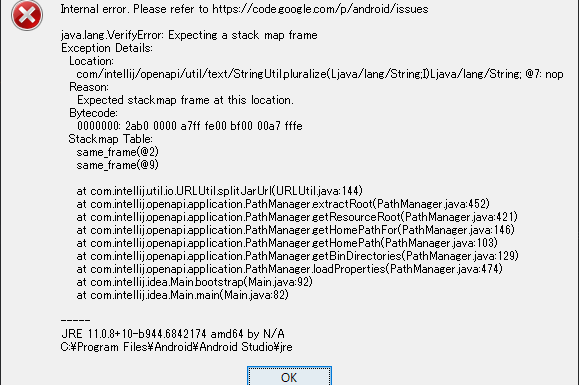 Internal error. Please refer to https://code.google.com/p/android/issues
java.lang.VerifyError: Expecting a stack map frame
Exception Details:
Location:
com/intellij/openapi/util/text/StringUtil.pluralize(Ljava/lang/String;I)Ljava/lang/String; @7: nop
Reason:
Expected stackmap frame at this location.
Bytecode:
0000000: 2ab0 0000 a7ff fe00 bf00 00a7 fffe
Stackmap Table:
same_frame(@2)
same_frame(@9)
at com.intellij.util.io.URLUtil.splitJarUrl(URLUtil.java:144)
at com.intellij.openapi.application.PathManager.extractRoot(PathManager.java:452)
at com.intellij.openapi.application.PathManager.getResourceRoot(PathManager.java:421)
at com.intellij.openapi.application.PathManager.getHomePathFor(PathManager.java:146)
at com.intellij.openapi.application.PathManager.getHomePath(PathManager.java:103)
at com.intellij.openapi.application.PathManager.getBinDirectories(PathManager.java:129)
at com.intellij.openapi.application.PathManager.loadProperties(PathManager.java:474)
at com.intellij.idea.Main.bootstrap(Main.java:92)
at com.intellij.idea.Main.main(Main.java:82)
-----
JRE 11.0.8+10-b944.6842174 amd64 by N/A
C:¥Program Files¥Android¥Android Studio¥jre
OK